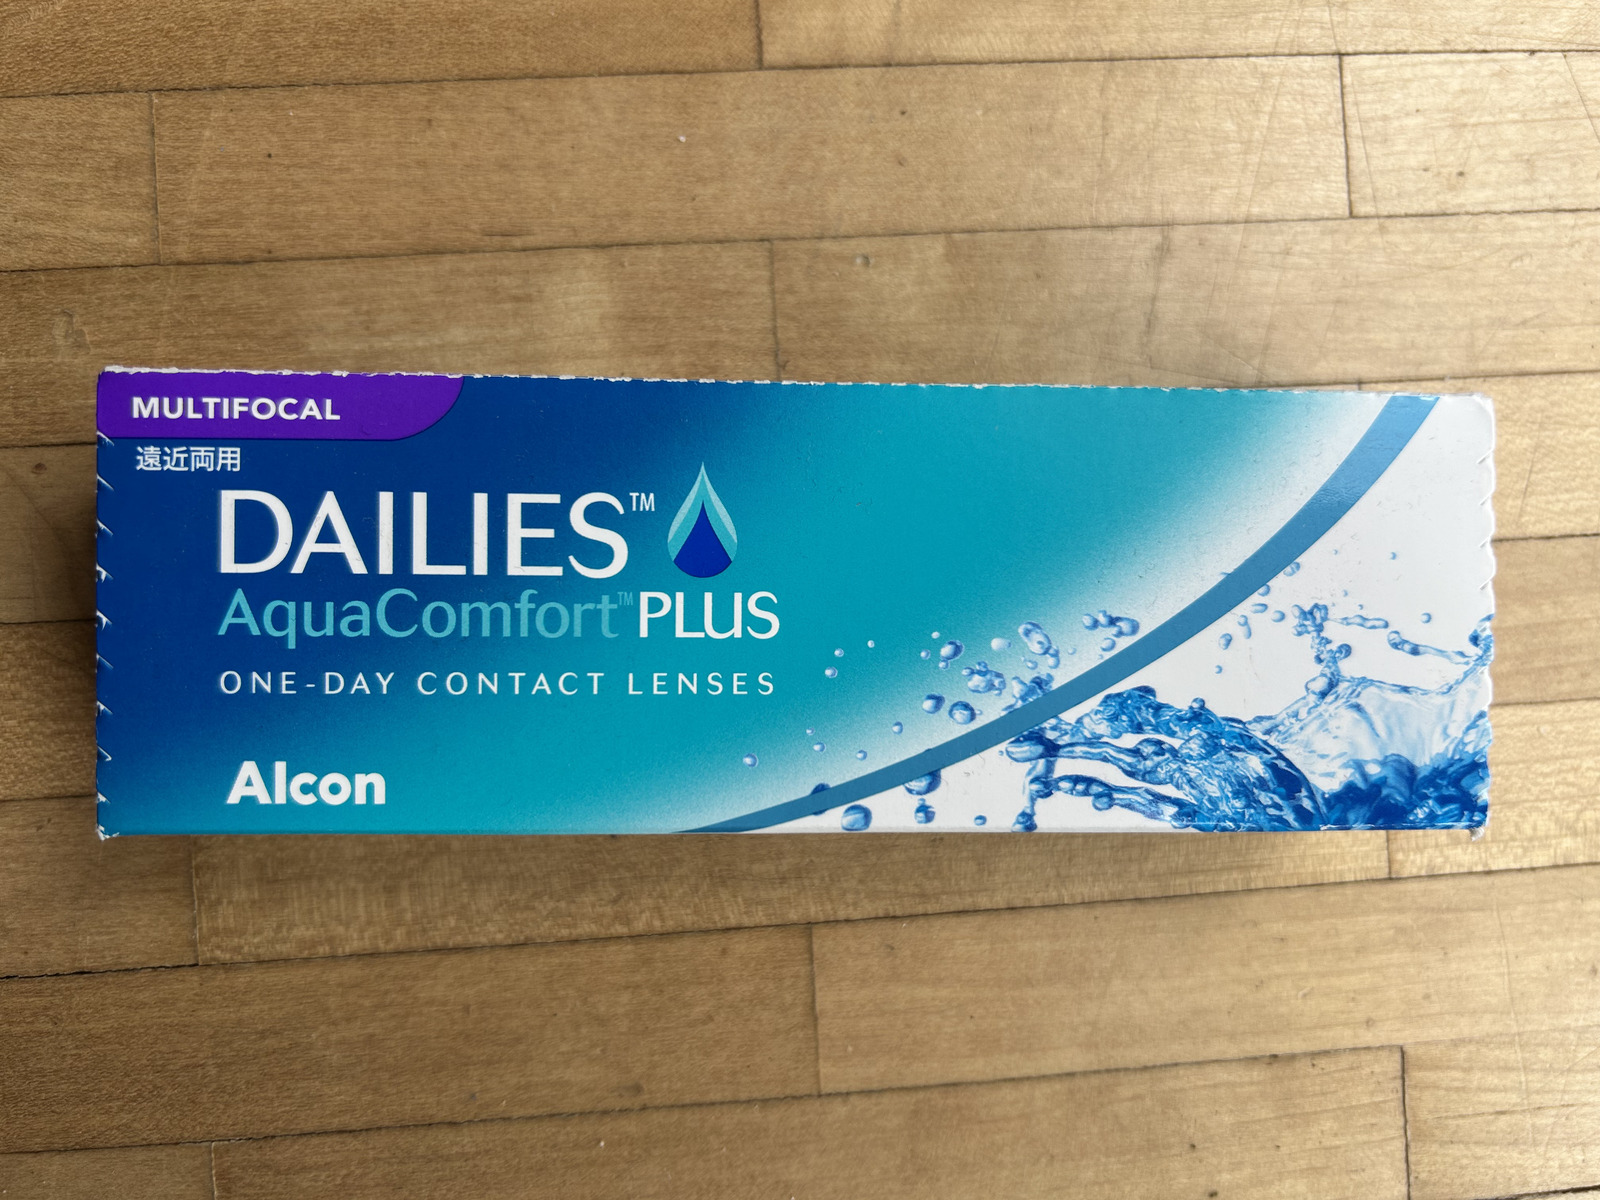 MULTIFOCAL
遠近両用
DAILIES™
AquaComfort™ PLUS
ONE-DAY CONTACT LENSES
Alcon